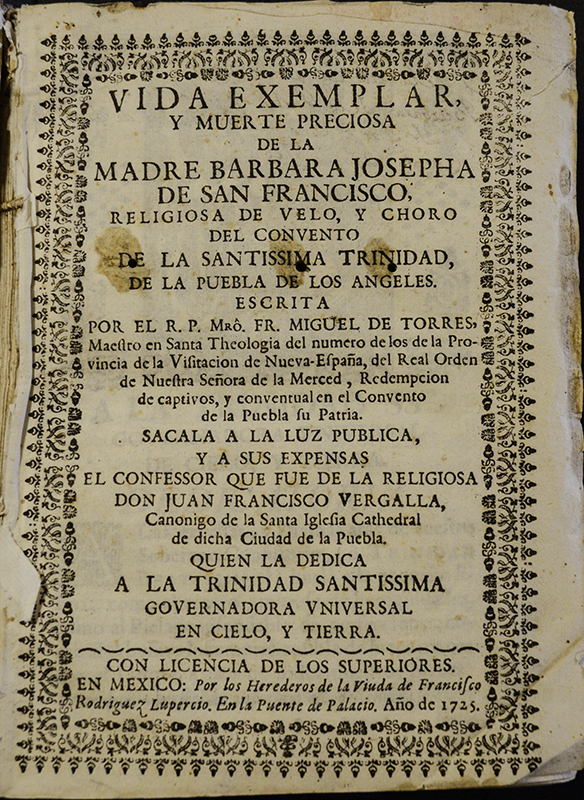 VIDA EXEMPLAR,
Y MUERTE PRECIOSA
DE LA
MADRE BARBARA JOSEPHA
DE SAN FRANCISCO,
RELIGIOSA DE VELO, Y CHORO
DEL CONVENTO
DE LA SANTISSIMA TRINIDAD,
DE LA PUEBLA DE LOS ANGELES.
ESCRITA
POR EL R. P. Mrô. FR. MIGUEL DE TORRES,
Maestro en Santa Theologia del numero de los de la Pro-
vincia de la Viſitacion de Nueva-Eſpaña, del Real Orden
de Nueſtra Señora de la Merced, Redempcion
de captivos, y conventual en el Convento
de la Puebla ſu Patria.
SACALA A LA LUZ PUBLICA,
Y A SUS EXPENSAS
EL CONFESSOR QUE FUE DE LA RELIGIOSA
DON JUAN FRANCISCO VERGALLA,
Canonigo de la Santa Igleſia Cathedral
de dicha Ciudad de la Puebla.
QUIEN LA DEDICA
A LA TRINIDAD SANTISSIMA
GOVERNADORA VNIVERSAL
EN CIELO, Y TIERRA.
CON LICENCIA DE LOS SUPERIORES.
EN MEXICO: Por los Herederos de la Viuda de Franciſco
Rodriguez Lupercio. En la Puente de Palacio. Año de 1725.